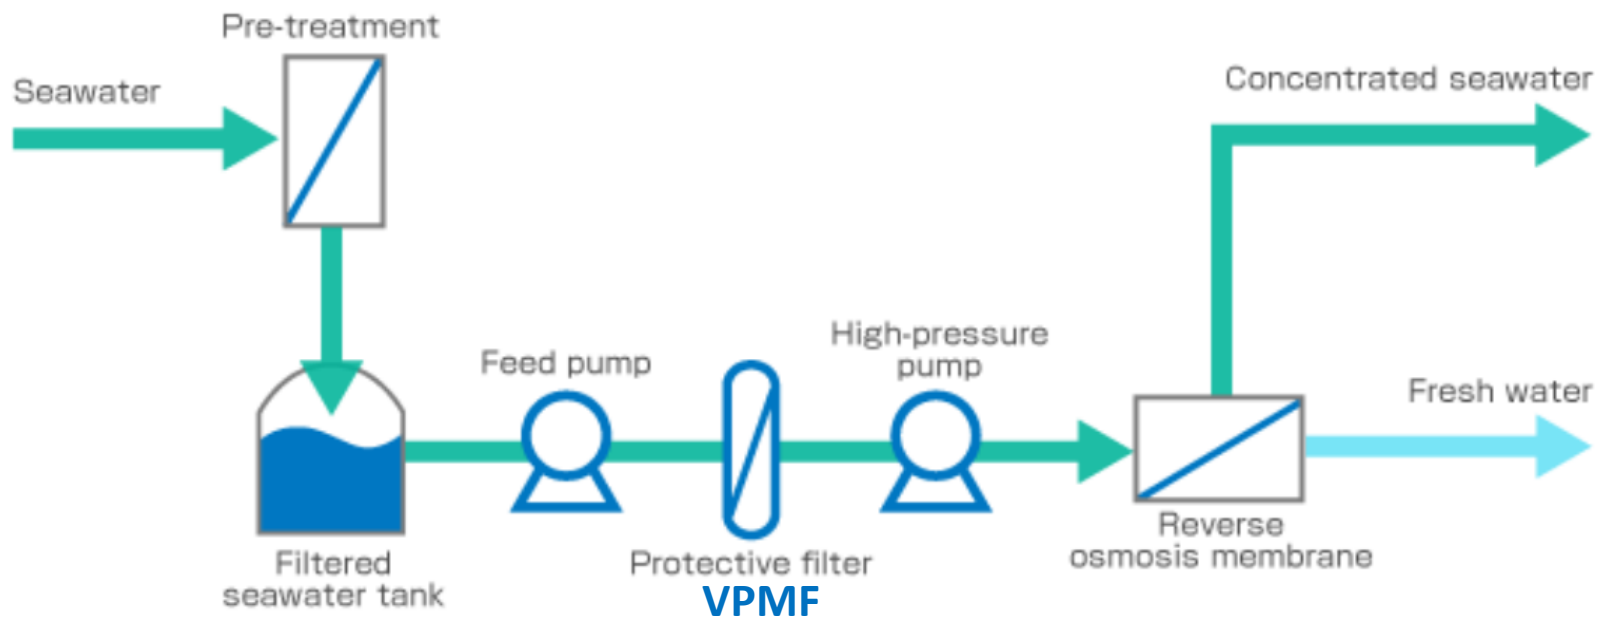 Pre-treatment
Seawater
Concentrated seawater
High-pressure
pump
Feed pump
Fresh water
Reverse
osmosis membrane
Filtered
seawater tank
Protective filter
VPMF